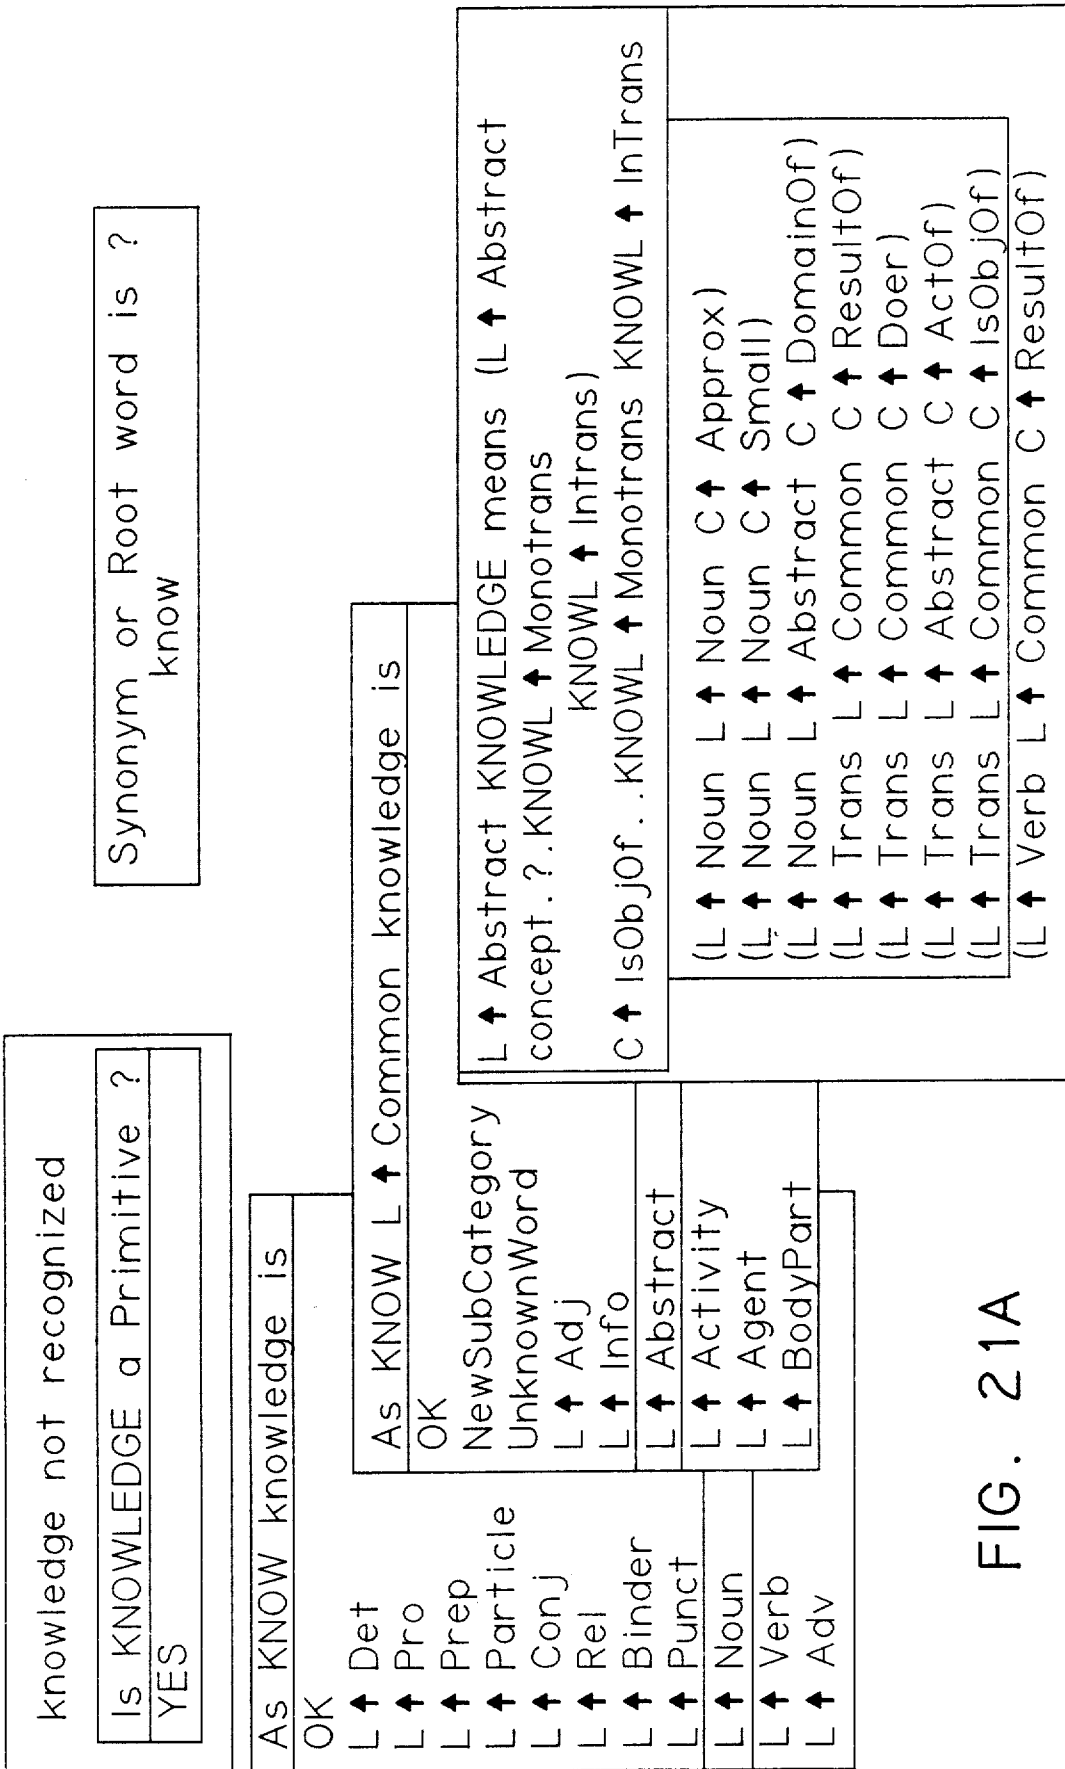 knowledge not recognized
Is KNOWLEDGE a Primitive ?
YES
Synonym or Root word is ?
know
As KNOW knowledge is
OK
L ↑ Det
L ↑ Pro
L ↑ Prep
L ↑ Particle
L ↑ Conj
L ↑ Rel
L ↑ Binder
L ↑ Punct
L ↑ Noun
L ↑ Verb
L ↑ Adv
As KNOW L ↑ Common knowledge is
OK
NewSubCategory
UnknownWord
L ↑ Adj
L ↑ Info
L ↑ Abstract
L ↑ Activity
L ↑ Agent
L ↑ BodyPart
L ↑ Abstract KNOWLEDGE means (L ↑ Abstract
concept.?.KNOWL ↑ Monotrans
KNOWL ↑ Intrans)
C ↑ IsObjOf..KNOWL ↑ Monotrans KNOWL ↑ InTrans
(L ↑ Noun L ↑ Noun C ↑ Approx)
(L ↑ Noun L ↑ Noun C ↑ Small)
(L ↑ Noun L ↑ Abstract C ↑ DomainOf)
(L ↑ Trans L ↑ Common C ↑ ResultOf)
(L ↑ Trans L ↑ Common C ↑ Doer)
(L ↑ Trans L ↑ Abstract C ↑ ActOf)
(L ↑ Trans L ↑ Common C ↑ IsObjOf)
(L ↑ Verb L ↑ Common C ↑ ResultOf)
FIG. 21A